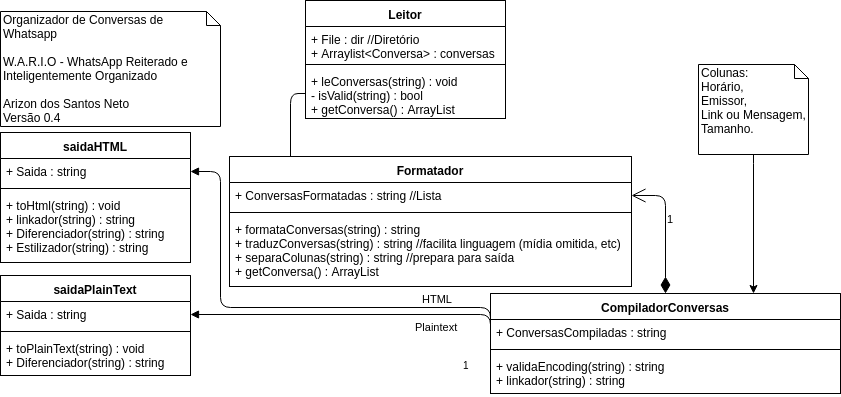 Organizador de Conversas de
Whatsapp
W.A.R.I.O - WhatsApp Reiterado e
Inteligentemente Organizado
Arizon dos Santos Neto
Versão 0.4
Leitor
+ File : dir //Diretório
+ Arraylist<Conversa> : conversas
+ leConversas(string) : void
- isValid(string) : bool
+ getConversa() : ArrayList
Colunas:
Horário,
Emissor,
Link ou Mensagem,
Tamanho.
saidaHTML
+ Saida : string
+ toHtml(string) : void
+ linkador(string) : string
+ Diferenciador(string) : string
+ Estilizador(string) : string
Formatador
+ ConversasFormatadas : string //Lista
+ formataConversas(string) : string
+ traduzConversas(string) : string //facilita linguagem (mídia omitida, etc)
+ separaColunas(string) : string //prepara para saída
+ getConversa() : ArrayList
1
saidaPlainText
+ Saida : string
+ toPlainText(string) : void
+ Diferenciador(string) : string
HTML
Plaintext
1
CompiladorConversas
+ ConversasCompiladas : string
+ validaEncoding(string) : string
+ linkador(string) : string